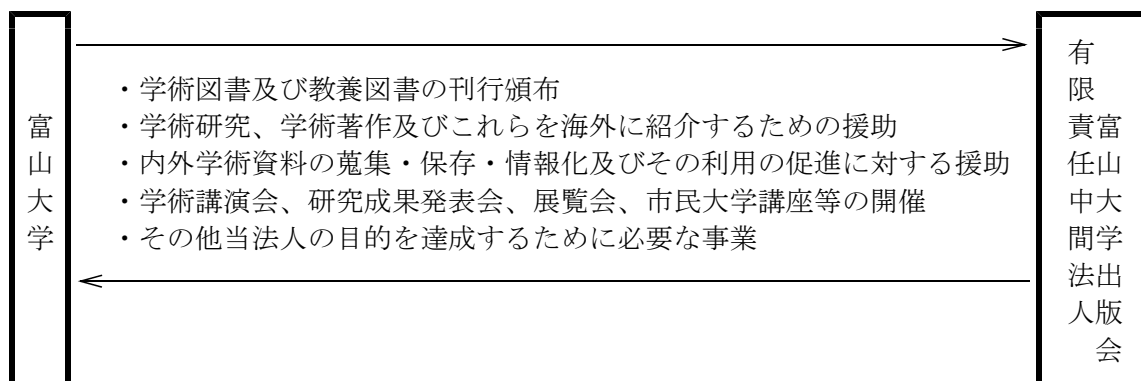 富山大学
・学術図書及び教養図書の刊行頒布
・学術研究、学術著作及びこれらを海外に紹介するための援助
・内外学術資料の蒐集・保存・情報化及びその利用の促進に対する援助
・学術講演会、研究成果発表会、展覧会、市民大学講座等の開催
・その他当法人の目的を達成するために必要な事業
有限責任中間法人
富山大学出版会